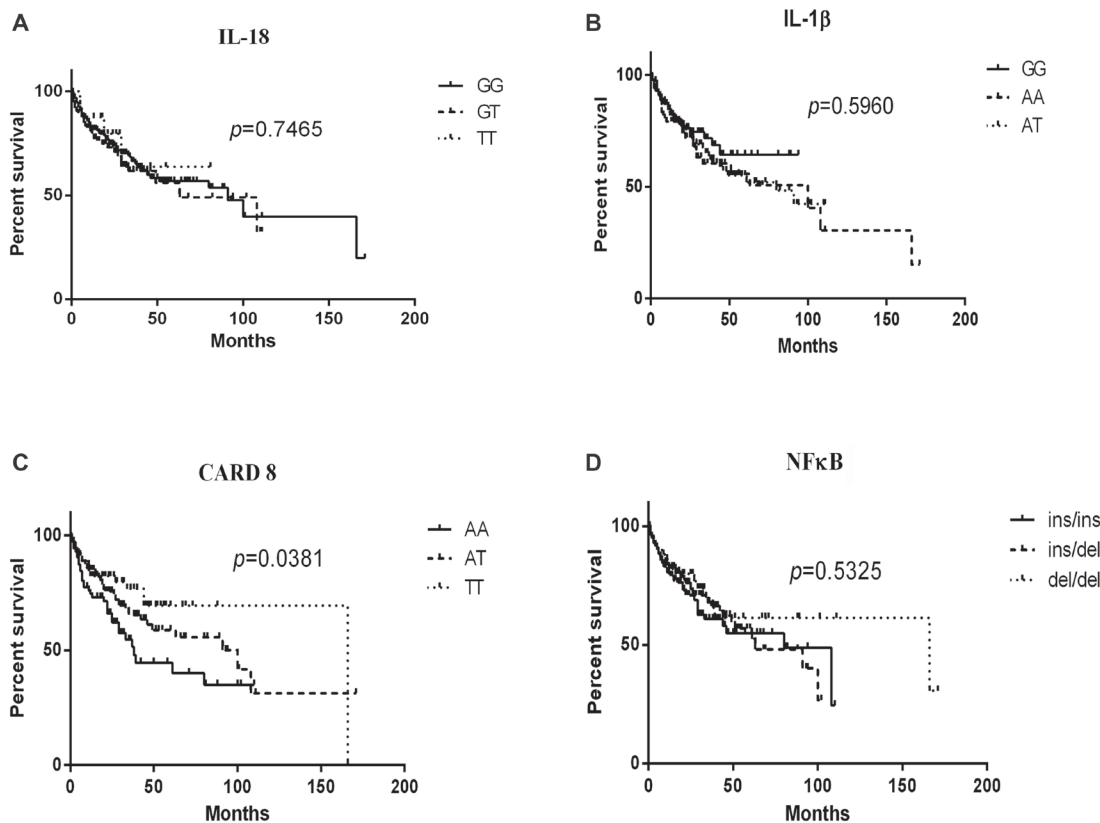 A
IL-18
Percent survival
100
50
0
0 50 100 150 200
Months
p=0.7465
GG
GT
TT
B
IL-1β
Percent survival
100
50
0
0 50 100 150 200
Months
p=0.5960
GG
AA
AT
C
CARD 8
Percent survival
100
50
0
0 50 100 150 200
Months
p=0.0381
AA
AT
TT
D
NFκB
Percent survival
100
50
0
0 50 100 150 200
Months
p=0.5325
ins/ins
ins/del
del/del